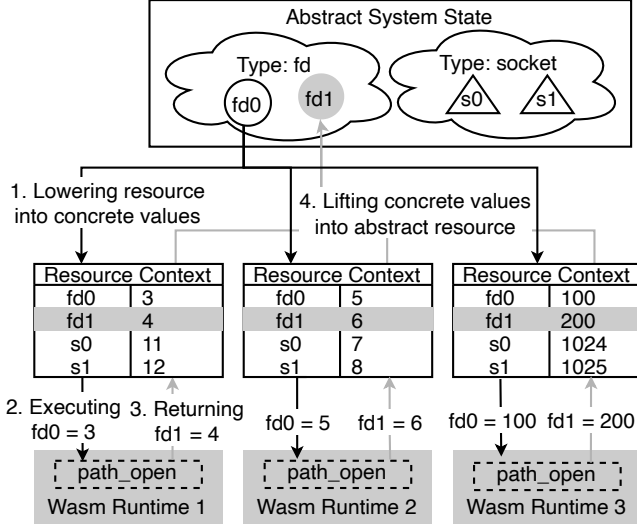 Abstract System State
Type: fd
Type: socket
fd0
fd1
s0
s1
1. Lowering resource
into concrete values
4. Lifting concrete values
into abstract resource
Resource Context
fd0 3
fd1 4
s0 11
s1 12
Resource Context
fd0 5
fd1 6
s0 7
s1 8
Resource Context
fd0 100
fd1 200
s0 1024
s1 1025
2. Executing
fd0 = 3
3. Returning
fd1 = 4
fd0 = 5
fd1 = 6
fd0 = 100
fd1 = 200
path_open
Wasm Runtime 1
path_open
Wasm Runtime 2
path_open
Wasm Runtime 3